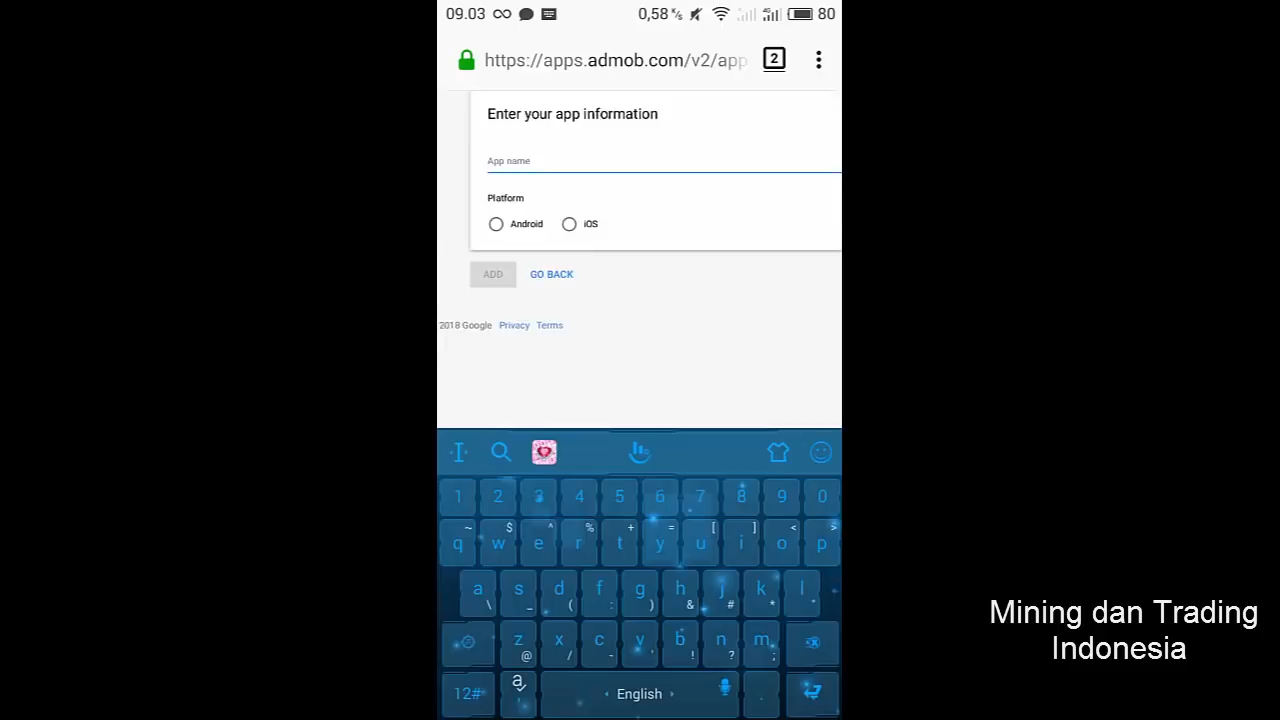 09.03 0,58 K/s 4G 80
https://apps.admob.com/v2/app
2
Enter your app information
App name
Platform
Android iOS
ADD GO BACK
2018 Google Privacy Terms
1 2 3 4 5 6 7 8 9 0
~ $ ^ % + = [ ] < >
q w e r t y u i o p
a s d f g h j k l
\ _ ( : ) & # * "
z x c v b n m
@ / - ' ! ? ;
12# a , English .
Mining dan Trading
Indonesia